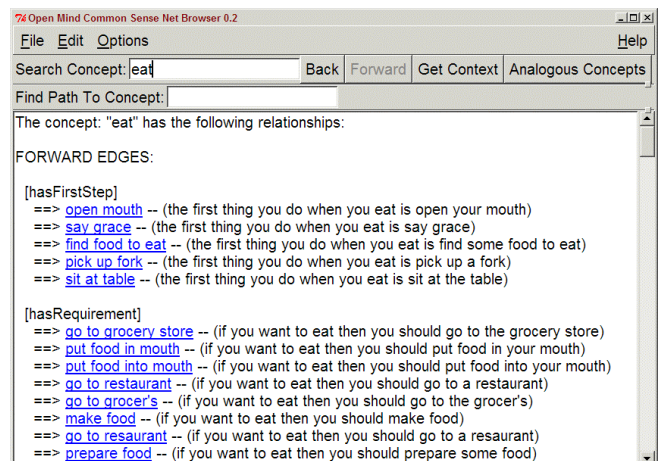 Open Mind Common Sense Net Browser 0.2
File Edit Options Help
Search Concept: eat Back Forward Get Context Analogous Concepts
Find Path To Concept:
The concept: "eat" has the following relationships:
FORWARD EDGES:
[hasFirstStep]
==> open mouth -- (the first thing you do when you eat is open your mouth)
==> say grace -- (the first thing you do when you eat is say grace)
==> find food to eat -- (the first thing you do when you eat is find some food to eat)
==> pick up fork -- (the first thing you do when you eat is pick up a fork)
==> sit at table -- (the first thing you do when you eat is sit at the table)
[hasRequirement]
==> go to grocery store -- (if you want to eat then you should go to the grocery store)
==> put food in mouth -- (if you want to eat then you should put food in your mouth)
==> put food into mouth -- (if you want to eat then you should put food into your mouth)
==> go to restaurant -- (if you want to eat then you should go to a restaurant)
==> go to grocer's -- (if you want to eat then you should go to the grocer's)
==> make food -- (if you want to eat then you should make food)
==> go to resaurant -- (if you want to eat then you should go to a resaurant)
==> prepare food -- (if you want to eat then you should prepare some food)